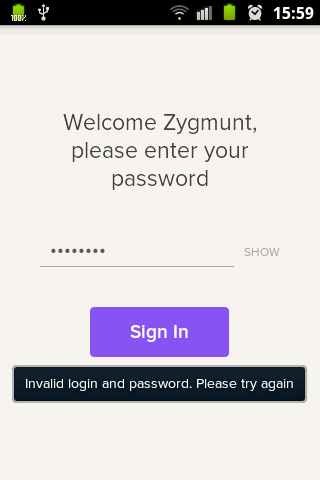 100%
15:59
Welcome Zygmunt,
please enter your
password
SHOW
Sign In
Invalid login and password. Please try again